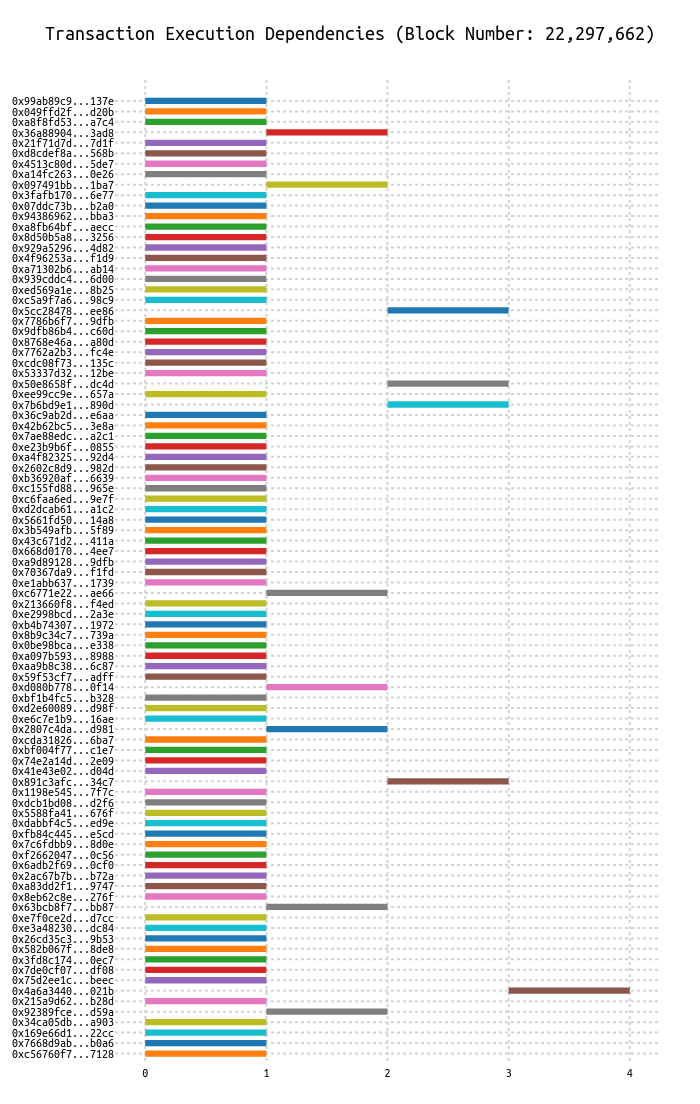 Transaction Execution Dependencies (Block Number: 22,297,662)
0x99ab89c9...137e
0x049ffd2f...d20b
0xa8f8fd53...a7c4
0x36a88904...3ad8
0x21f71d7d...7d1f
0xd8cdef8a...568b
0x4513c80d...5de7
0xa14fc263...0e26
0x097491bb...1ba7
0x3fafb170...6e77
0x07ddc73b...b2a0
0x94386962...bba3
0xa8fb64bf...aecc
0x8d50b5a8...3256
0x929a5296...4d82
0x4f96253a...f1d9
0xa71302b6...ab14
0x939cddc4...6d00
0xed569a1e...8b25
0xc5a9f7a6...98c9
0x5cc28478...ee86
0x7786b6f7...9dfb
0x9dfb86b4...c60d
0x8768e46a...a80d
0x7762a2b3...fc4e
0xcdc08f73...135c
0x53337d32...12be
0x50e8658f...dc4d
0xee99cc9e...657a
0x7b6bd9e1...890d
0x36c9ab2d...e6aa
0x42b62bc5...3e8a
0x7ae88edc...a2c1
0xe23b9b6f...0855
0xa4f82325...92d4
0x2602c8d9...982d
0xb36920af...6639
0xc155fd88...965e
0xc6faa6ed...9e7f
0xd2dcab61...a1c2
0x5661fd50...14a8
0x3b549afb...5f89
0x43c671d2...411a
0x668d0170...4ee7
0xa9d89128...9dfb
0x70367da9...f1fd
0xe1abb637...1739
0xc6771e22...ae66
0x213660f8...f4ed
0xe2998bcd...2a3e
0xb4b74307...1972
0x8b9c34c7...739a
0x0be98bca...e338
0xa097b593...8988
0xaa9b8c38...6c87
0x59f53cf7...adff
0xd080b778...0f14
0xbf1b4fc5...b328
0xd2e60089...d98f
0xe6c7e1b9...16ae
0x2807c4da...d981
0xcda31826...6ba7
0xbf004f77...c1e7
0x74e2a14d...2e09
0x41e43e02...d04d
0x891c3afc...34c7
0x1198e545...7f7c
0xdcb1bd08...d2f6
0x5588fa41...676f
0xdabbf4c5...ed9e
0xfb84c445...e5cd
0x7c6fdbb9...8d0e
0xf2662047...0c56
0x6adb2f69...0cf0
0x2ac67b7b...b72a
0xa83dd2f1...9747
0x8eb62c8e...276f
0x63bcb8f7...bb87
0xe7f0ce2d...d7cc
0xe3a48230...dc84
0x26cd35c3...9b53
0x582b067f...8de8
0x3fd8c174...0ec7
0x7de0cf07...df08
0x75d2ee1c...beec
0x4a6a3440...021b
0x215a9d62...b28d
0x92389fce...d59a
0x34ca05db...a903
0x169e66d1...22cc
0x7668d9ab...b0a6
0xc56760f7...7128
0 1 2 3 4